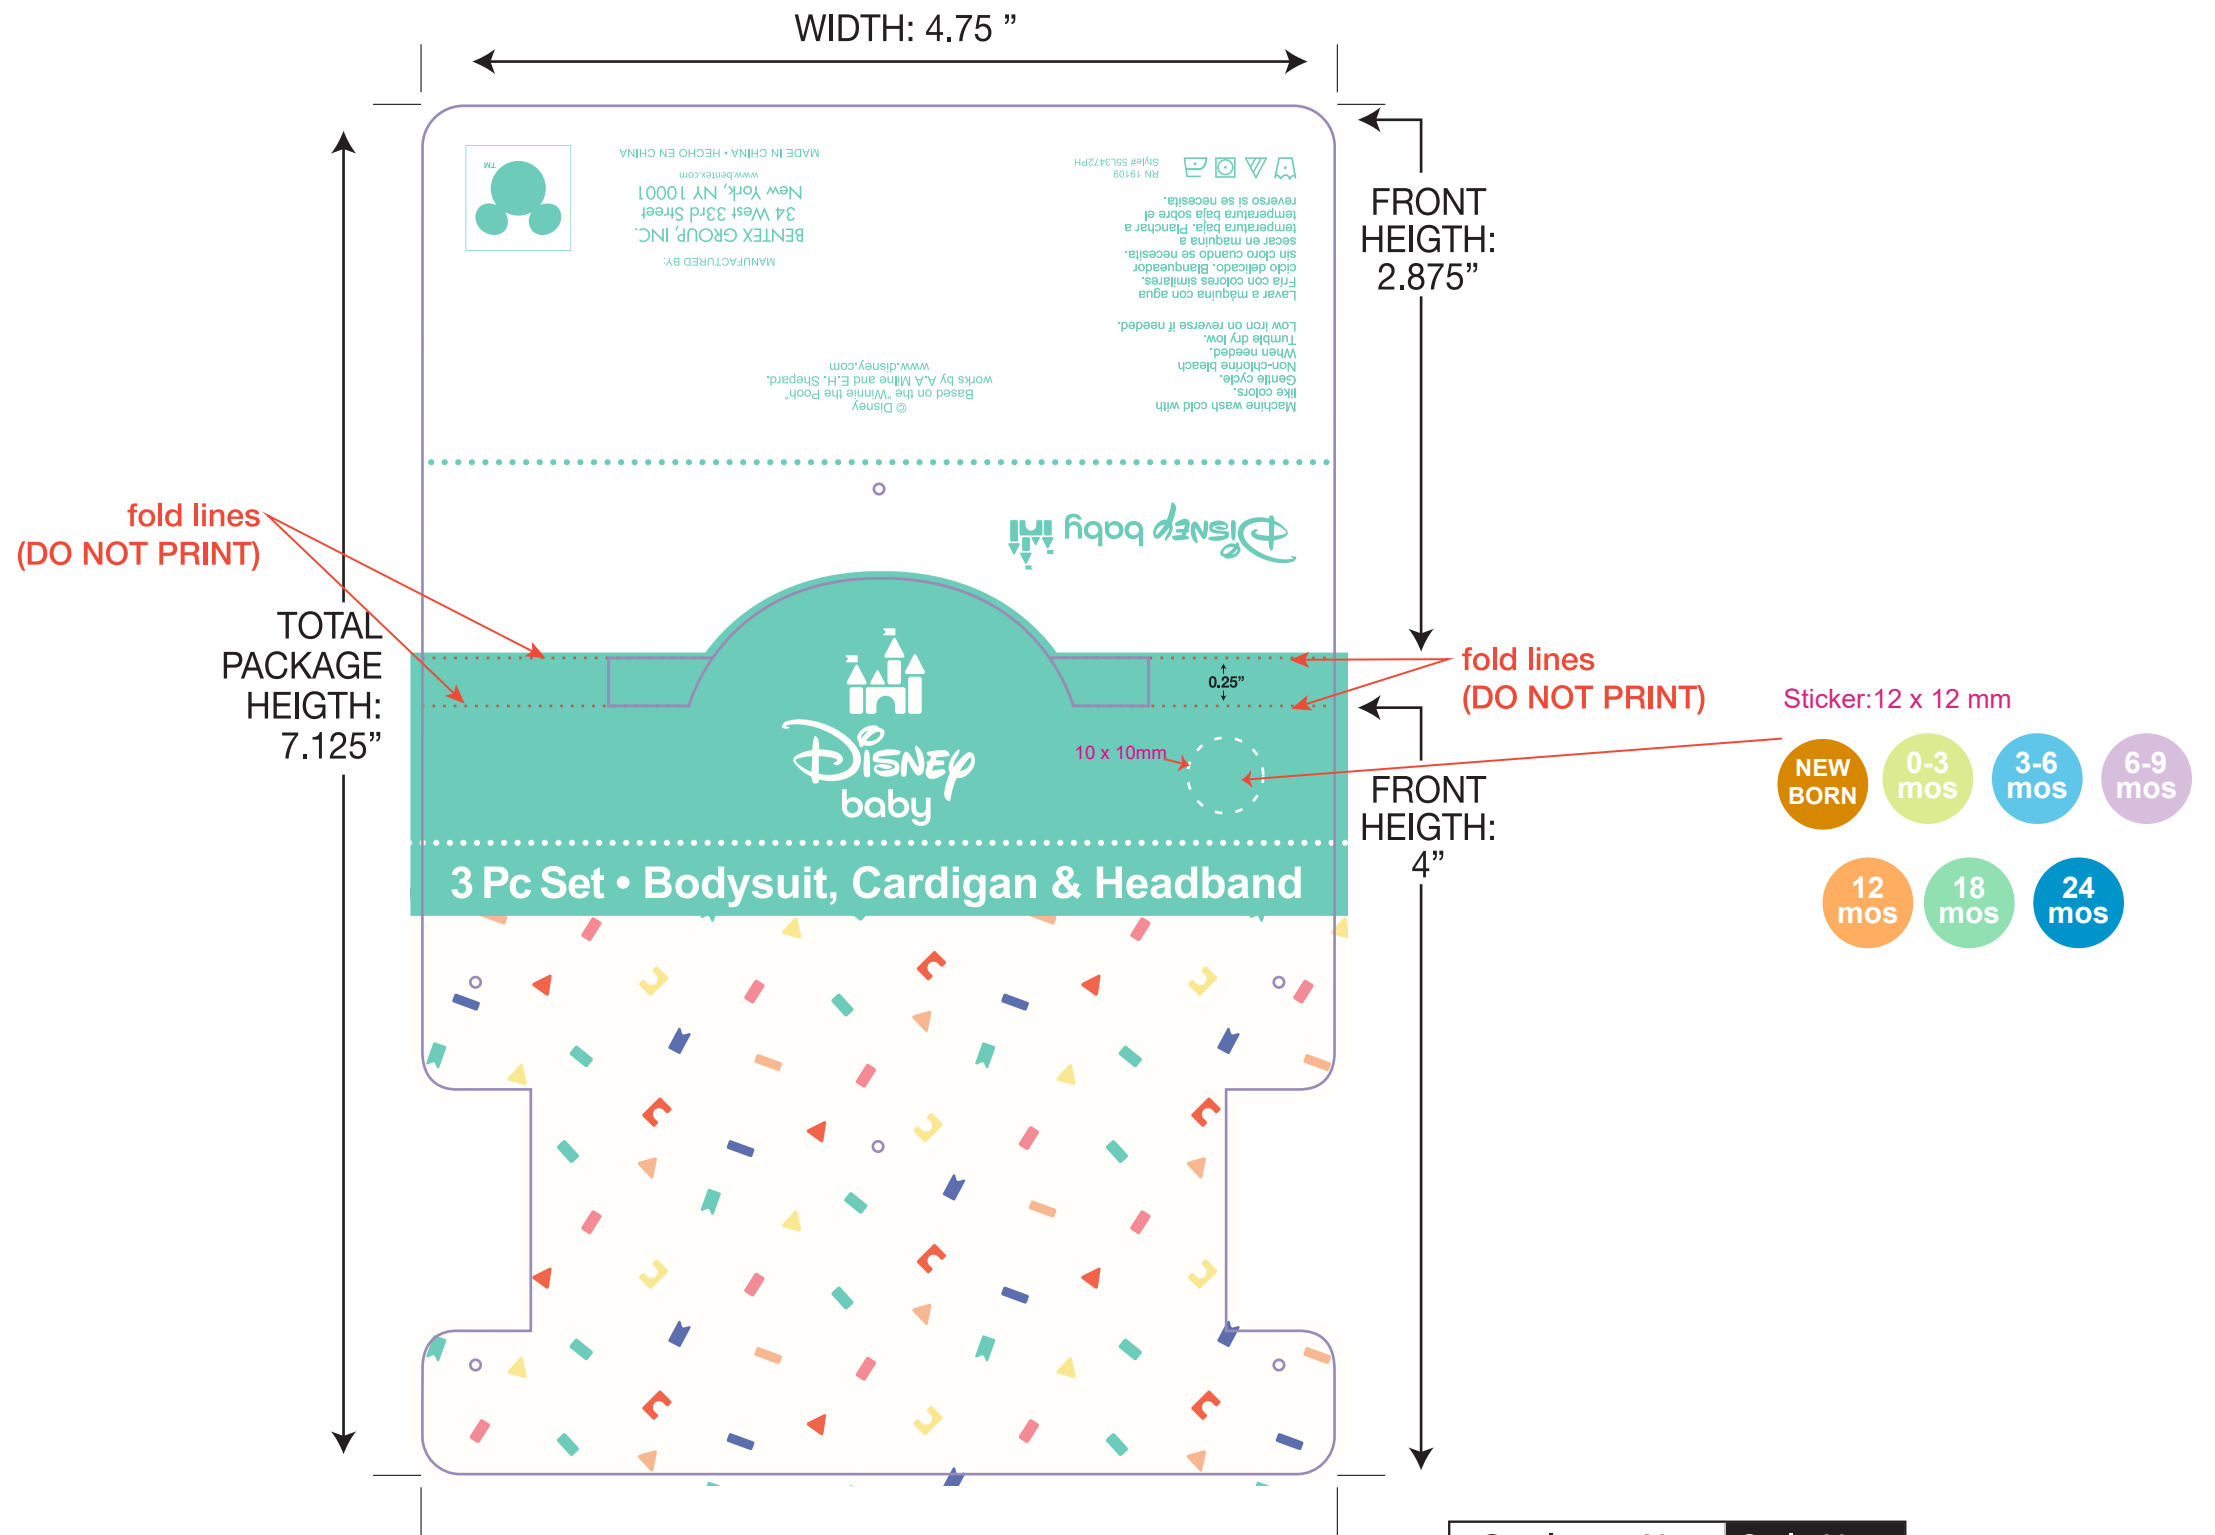 WIDTH: 4.75 ”
MADE IN CHINA • HECHO EN CHINA
www.bentex.com
New York, NY 10001
34 West 33rd Street
BENTEX GROUP, INC.
MANUFACTURED BY:
TM
Style# 55L3472PH
RN 19109
Machine wash cold with
like colors.
Gentle cycle.
Non-chlorine bleach
When needed.
Tumble dry low.
Low iron on reverse if needed.
Lavar a máquina con agua
Fría con colores similares.
ciclo delicado. Blanqueador
sin cloro cuando se necesita.
secar en maquina a
temperatura baja. Planchar a
temperatura baja sobre el
reverso si se necesita.
© Disney
Based on the “Winnie the Pooh”
works by A.A Milne and E.H. Shepard.
www.disney.com
Disney baby
FRONT
HEIGTH:
2.875”
fold lines
(DO NOT PRINT)
TOTAL
PACKAGE
HEIGTH:
7.125”
0.25”
fold lines
(DO NOT PRINT)
Disney
baby
10 x 10mm
FRONT
HEIGTH:
4”
Sticker:12 x 12 mm
NEW
BORN
0-3
mos
3-6
mos
6-9
mos
12
mos
18
mos
24
mos
3 Pc Set • Bodysuit, Cardigan & Headband